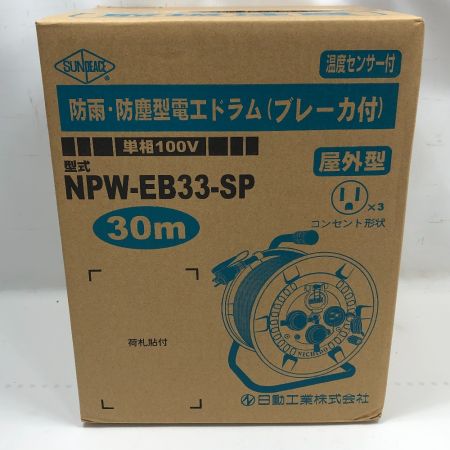 SUNPEACE
温度センサー付
防雨・防塵型電工ドラム(ブレーカ付)
単相100V
型式
NPW-EB33-SP
屋外型
30m
×3
コンセント形状
荷札貼付
NICHIDO
日動工業株式会社